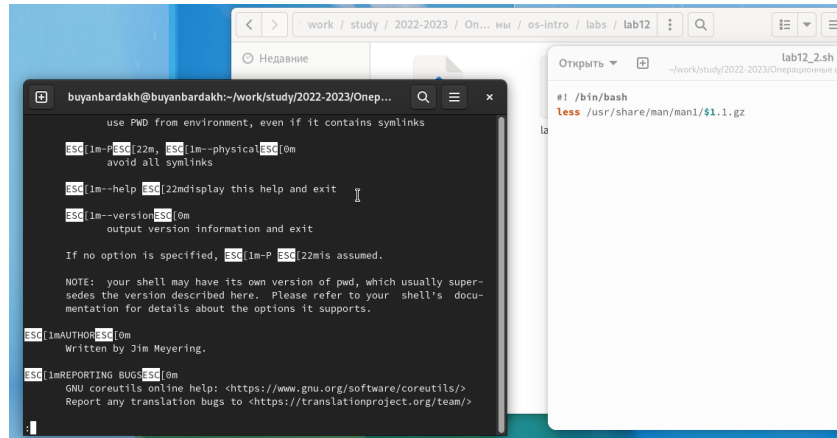 work / study / 2022-2023 / Оп… мы / os-intro / labs / lab12
Недавние
Открыть
lab12_2.sh
~/work/study/2022-2023/Операционные
#! /bin/bash
less /usr/share/man/man1/$1.1.gz
buyanbardakh@buyanbardakh:~/work/study/2022-2023/Опер...
use PWD from environment, even if it contains symlinks
ESC[1m-PESC[22m, ESC[1m--physicalESC[0m
avoid all symlinks
ESC[1m--help ESC[22mdisplay this help and exit
ESC[1m--versionESC[0m
output version information and exit
If no option is specified, ESC[1m-P ESC[22mis assumed.
NOTE:  your shell may have its own version of pwd, which usually super-
sedes the version described here.  Please refer to your  shell's  docu-
mentation for details about the options it supports.
ESC[1mAUTHORESC[0m
Written by Jim Meyering.
ESC[1mREPORTING BUGSESC[0m
GNU coreutils online help: <https://www.gnu.org/software/coreutils/>
Report any translation bugs to <https://translationproject.org/team/>
: